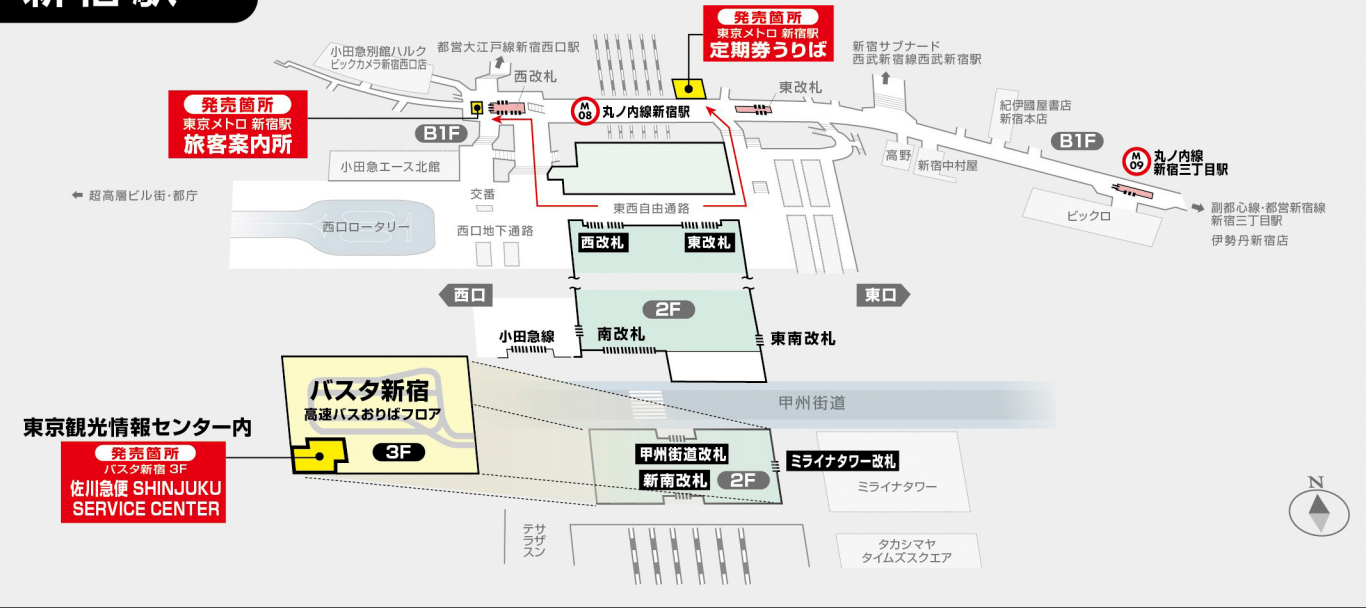 新宿駅
発売箇所
東京メトロ 新宿駅
定期券うりば
小田急別館ハルク
ビックカメラ新宿西口店
都営大江戸線新宿西口駅
新宿サブナード
西武新宿線西武新宿駅
西改札
東改札
発売箇所
東京メトロ 新宿駅
旅客案内所
M
08
丸ノ内線新宿駅
紀伊國屋書店
新宿本店
B1F
B1F
小田急エース北館
高野
新宿中村屋
M
09
丸ノ内線
新宿三丁目駅
超高層ビル街・都庁
交番
東西自由通路
ビックロ
副都心線・都営新宿線
新宿三丁目駅
伊勢丹新宿店
西口ロータリー
西口地下通路
西改札
東改札
西口
東口
2F
小田急線
南改札
東南改札
バスタ新宿
高速バスおりばフロア
3F
甲州街道
東京観光情報センター内
発売箇所
バスタ新宿 3F
佐川急便 SHINJUKU
SERVICE CENTER
甲州街道改札
新南改札
2F
ミライナタワー改札
ミライナタワー
N
サザン
テラス
タカシマヤ
タイムズスクエア